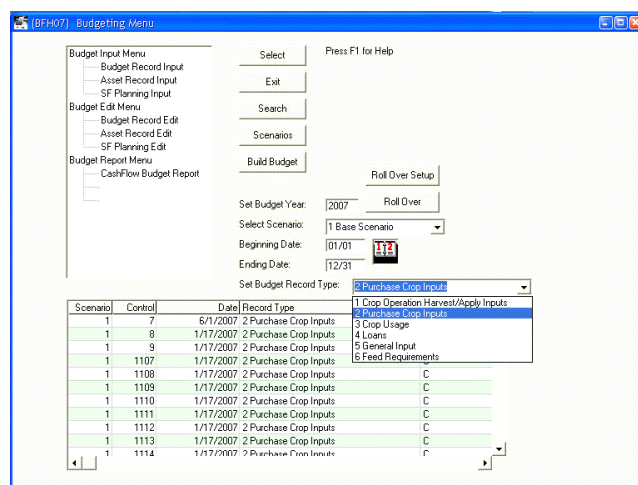 (BFH07) Budgeting Menu
Budget Input Menu
Budget Record Input
Asset Record Input
SF Planning Input
Budget Edit Menu
Budget Record Edit
Asset Record Edit
SF Planning Edit
Budget Report Menu
CashFlow Budget Report
Select
Exit
Search
Scenarios
Build Budget
Press F1 for Help
Roll Over Setup
Roll Over
Set Budget Year: 2007
Select Scenario: 1 Base Scenario
Beginning Date: 01/01
Ending Date: 12/31
Set Budget Record Type: 2 Purchase Crop Inputs
1 Crop Operation Harvest/Apply Inputs
2 Purchase Crop Inputs
3 Crop Usage
4 Loans
5 General Input
6 Feed Requirements
Scenario Control Date Record Type
1 7 6/1/2007 2 Purchase Crop Inputs
1 8 1/17/2007 2 Purchase Crop Inputs
1 9 1/17/2007 2 Purchase Crop Inputs
1 1107 1/17/2007 2 Purchase Crop Inputs
1 1108 1/17/2007 2 Purchase Crop Inputs C
1 1109 1/17/2007 2 Purchase Crop Inputs C
1 1110 1/17/2007 2 Purchase Crop Inputs C
1 1111 1/17/2007 2 Purchase Crop Inputs C
1 1112 1/17/2007 2 Purchase Crop Inputs C
1 1113 1/17/2007 2 Purchase Crop Inputs C
1 1114 1/17/2007 2 Purchase Crop Inputs C